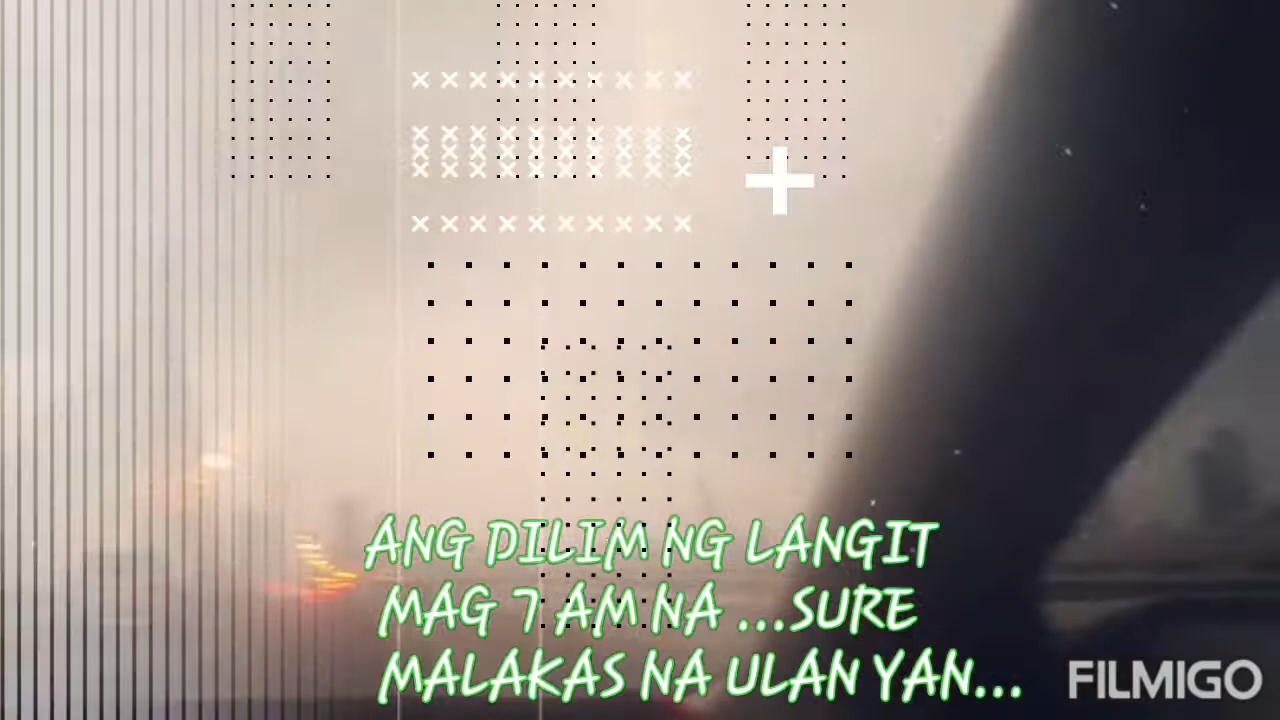 ANG DILIM NG LANGIT
MAG 7 AM NA ...SURE
MALAKAS NA ULAN YAN...
FILMIGO